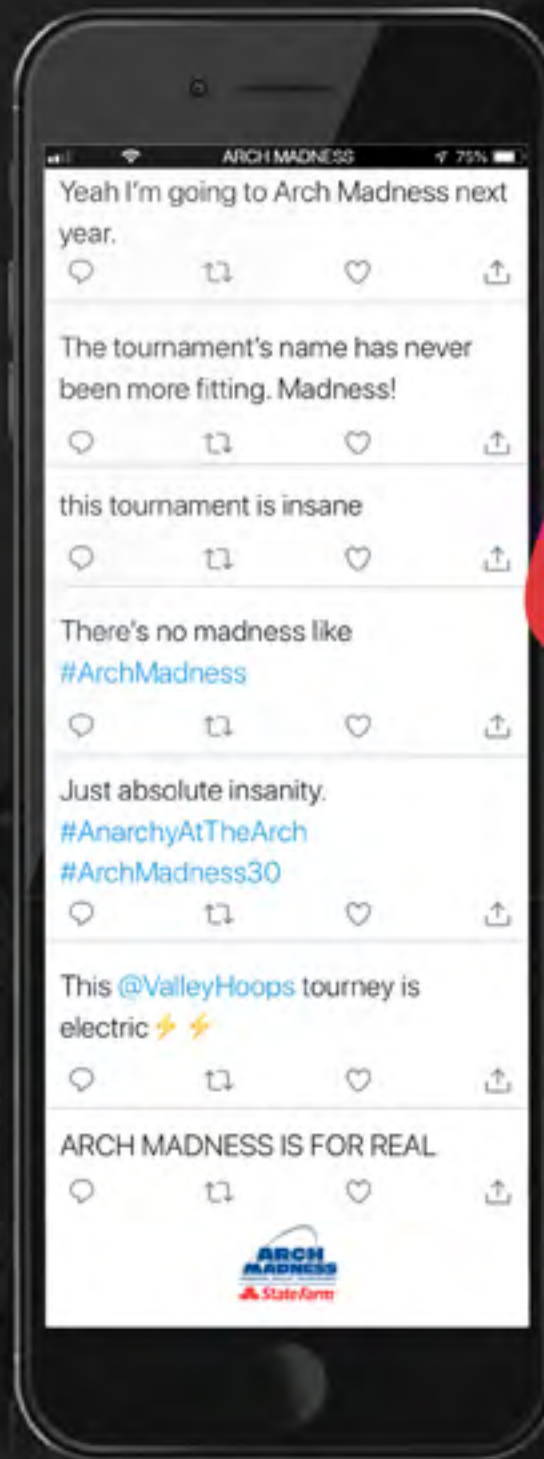 ARCH MADNESS 75%
Yeah I'm going to Arch Madness next
year.
The tournament's name has never
been more fitting. Madness!
this tournament is insane
There's no madness like
#ArchMadness
Just absolute insanity.
#AnarchyAtTheArch
#ArchMadness30
This @ValleyHoops tourney is
electric⚡⚡
ARCH MADNESS IS FOR REAL
ARCH
MADNESS
State Farm